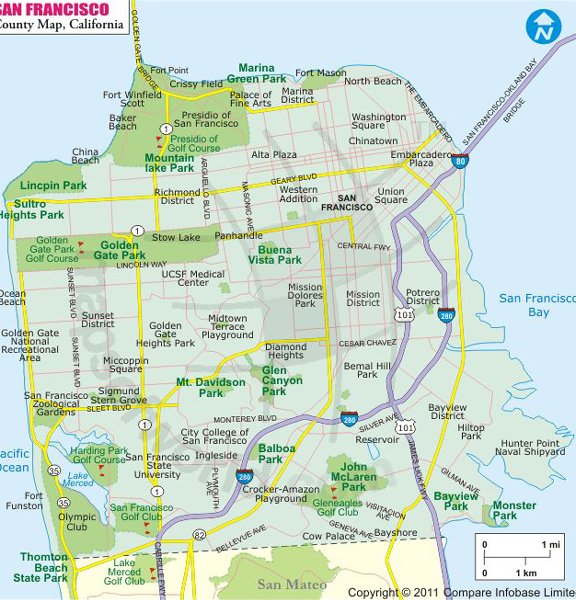 SAN FRANCISCO
County Map, California
GOLDEN GATE BRIDGE
Fort Point
Crissy Field
Marina
Green Park
Fort Mason
North Beach
THE EMBARCADERO
SAN FRANCISCO/OKLAND BAY
BRIDGE
Fort Winfield
Scott
Palace of
Fine Arts
Marina
District
Baker
Beach
Presidio of
San Francisco
Washington
Square
1
Presidio of
Golf Course
Chinatown
China
Beach
Mountain
lake Park
Alta Plaza
Embarcadero
Plaza
80
Lincpin Park
ARGUELLO BLVD
MASONIC AVE
GEARY BLVD
Richmond
District
Western
Addition
Union
Square
Sultro
Heights Park
SAN
FRANCISCO
1
Stow Lake
Panhandle
Golden
Gate Park
Golf Course
Golden
Gate Park
LINCOLN WAY
Buena
Vista Park
CENTRAL FWY
UCSF Medical
Center
SUNSET BLVD
Ocean
Beach
Mission
Dolores
Park
Mission
District
Potrero
District
San Francisco
Bay
101
280
Sunset
District
Golden
Gate
Heights Park
Midtown
Terrace
Playground
Golden Gate
National
Recreational
Area
SUNSET BLVD
CESAR CHAVEZ
Diamond
Heights
Miccoppin
Square
Glen
Canyon
Park
Bemal Hill
Park
Mt. Davidson
Park
San Francisco
Zoological
Gardens
Sigmund
Stern Grove
SLEET BLVD
MONTEREY BLVD
280
SILVER AVE
101
Bayview
District
Hiltop
Park
1
City College of
San Francisco
Reservoir
Hunter Point
Naval Shipyard
Pacific
Ocean
Harding Park
Golf Course
San Francisco
State
University
Ingleside
Balboa
Park
JAMES LICK FWY
35
Lake
Merced
PLYMOUTH
AVE
280
John
McLaren
Park
GILMAN AVE
1
Crocker-Amazon
Playground
Gleneagles
Golf Club
Bayview
Park
Monster
Park
Fort
Funston
35
San Francisco
Golf Club
VISITACION
AVE
Olympic
Club
GENEVA AVE
Cow Palace
Bayshore
82
BELLEVUE AVE
Thomton
Beach
State Park
Lake
Merced
Golf Club
CABRILLE FWY
San Mateo
0 1 mi
0 1 km
Copyright © 2011 Compare Infobase Limite